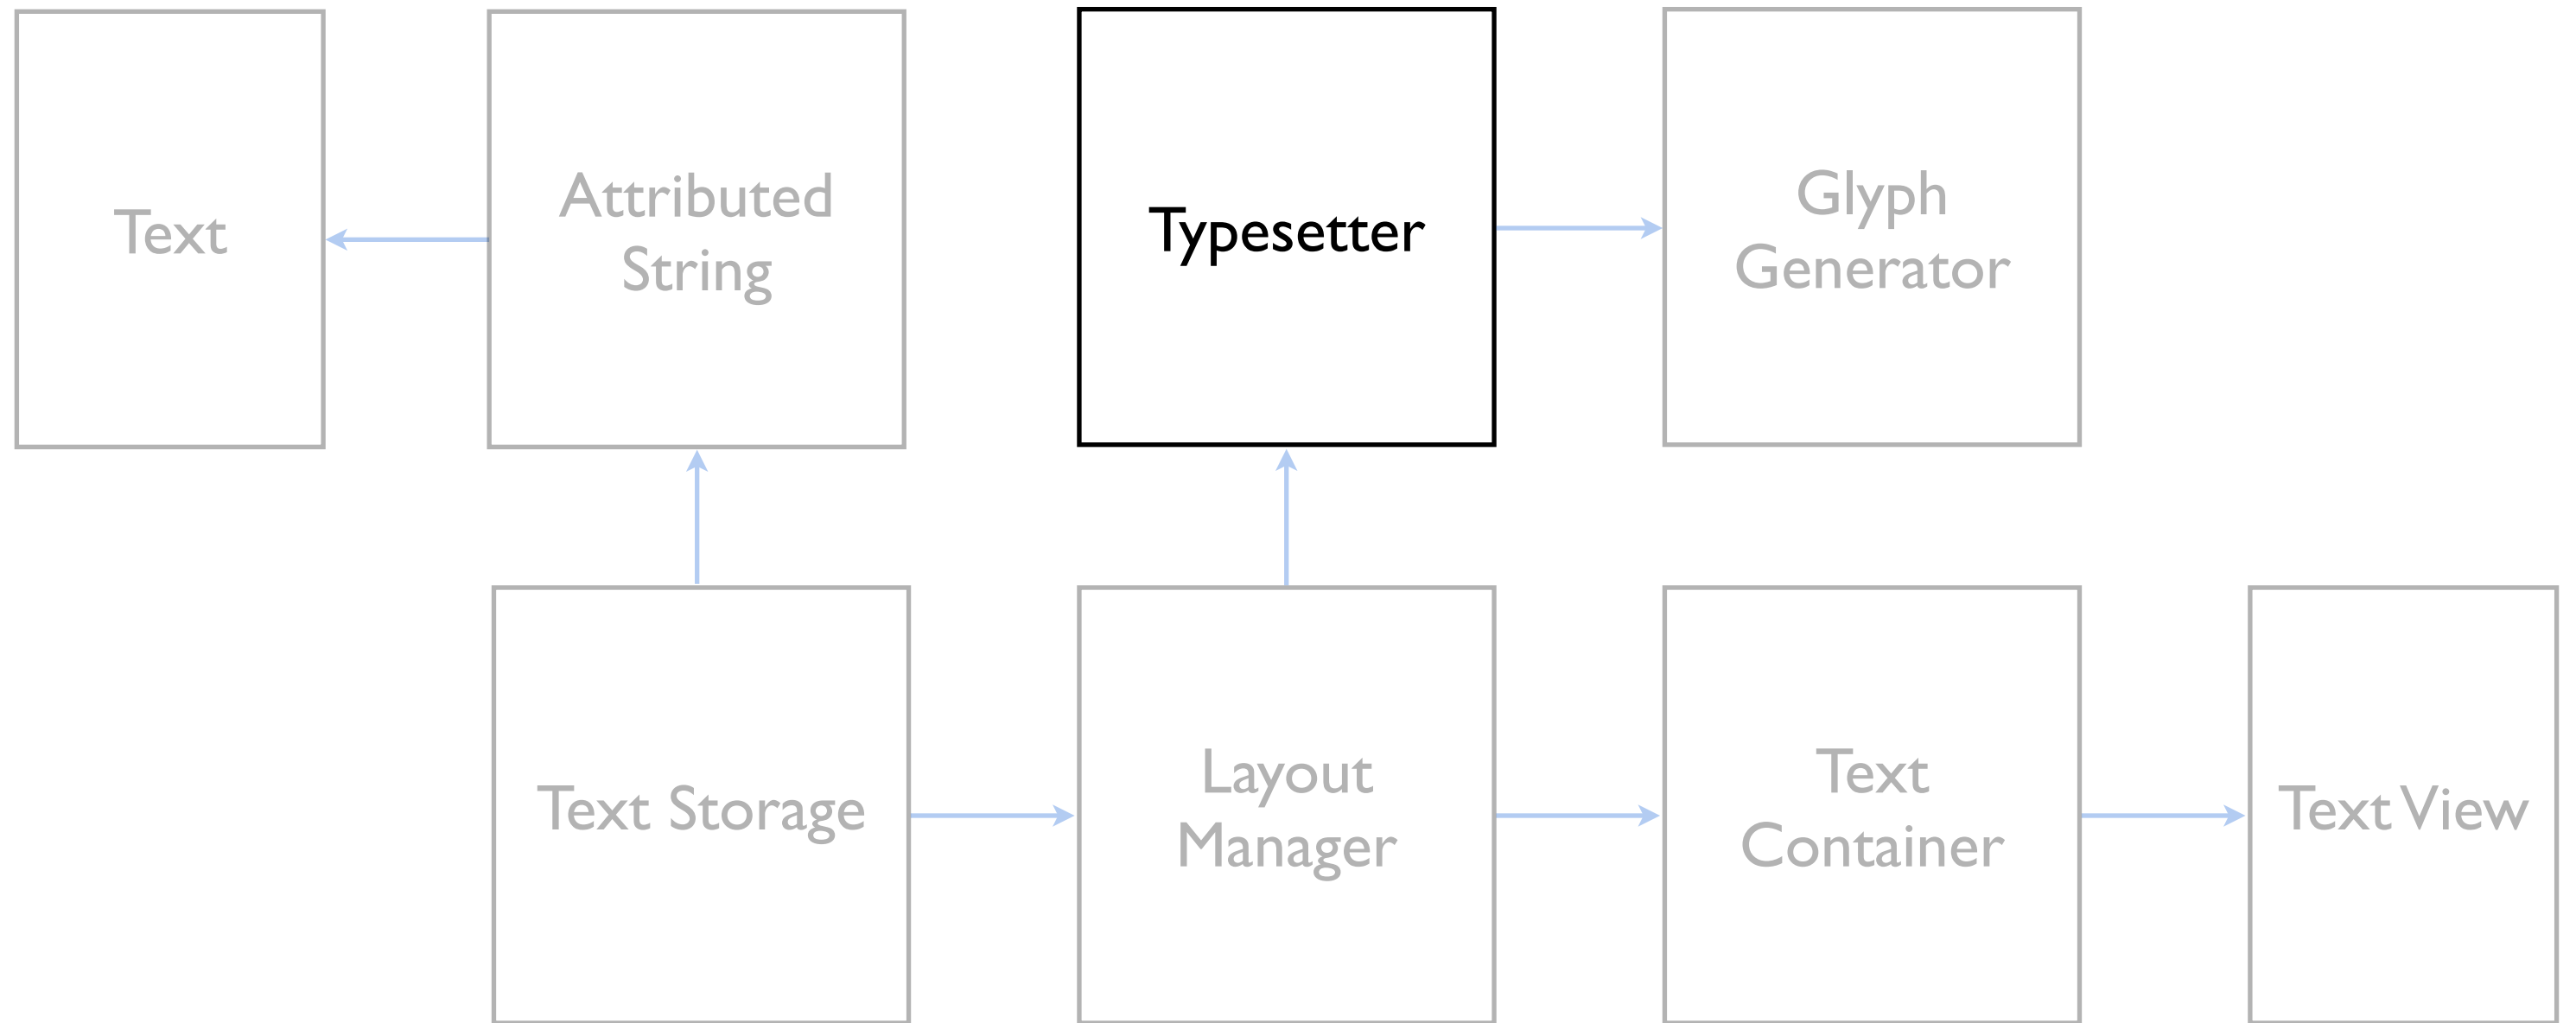 Text
Attributed
String
Typesetter
Glyph
Generator
Text Storage
Layout
Manager
Text
Container
Text View